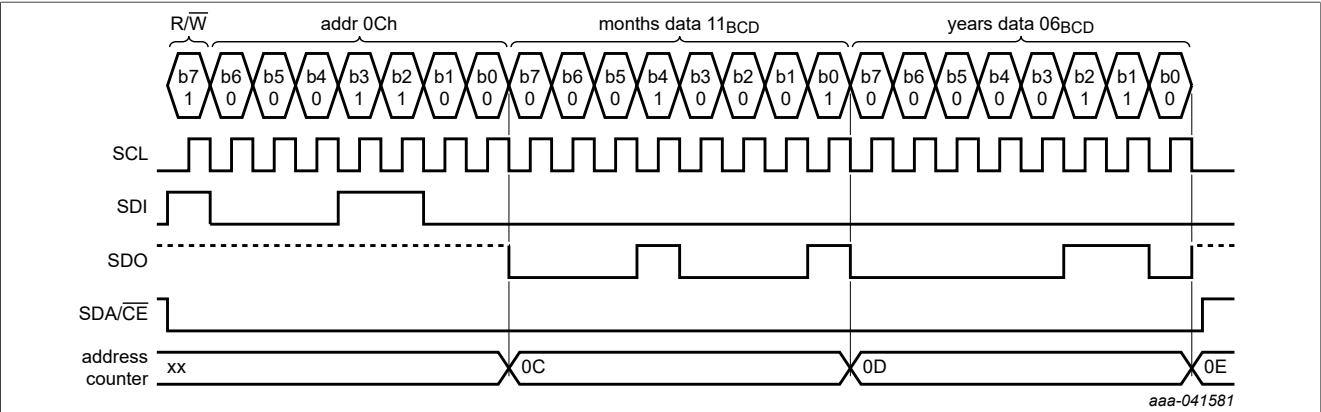 R/W addr 0Ch months data 11BCD years data 06BCD
b7 b6 b5 b4 b3 b2 b1 b0 b7 b6 b5 b4 b3 b2 b1 b0 b7 b6 b5 b4 b3 b2 b1 b0
1 0 0 0 1 1 0 0 0 0 0 1 0 0 0 1 0 0 0 0 0 1 1 0
SCL
SDI
SDO
SDA/CE
address
counter
xx 0C 0D 0E
aaa-041581